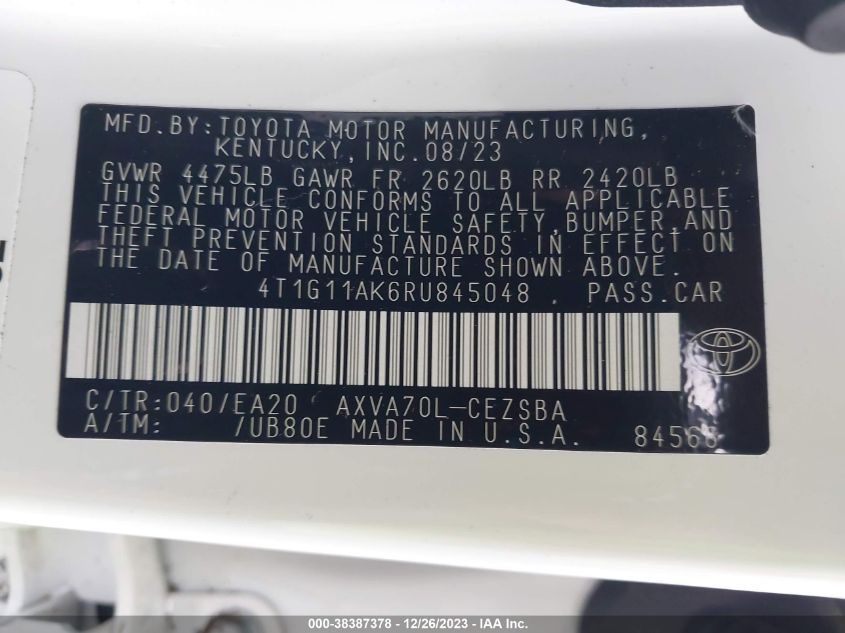 MFD.BY:TOYOTA MOTOR MANUFACTURING,
KENTUCKY,INC.08/23
GVWR 4475LB GAWR FR 2620LB RR 2420LB
THIS VEHICLE CONFORMS TO ALL APPLICABLE
FEDERAL MOTOR VEHICLE SAFETY,BUMPER,AND
THEFT PREVENTION STANDARDS IN EFFECT ON
THE DATE OF MANUFACTURE SHOWN ABOVE.
4T1G11AK6RU845048 PASS.CAR
C/TR:040/EA20 AXVA70L-CEZSBA
A/TM: /UB80E MADE IN U.S.A.
000-38387378 - 12/26/2023 - IAA Inc.